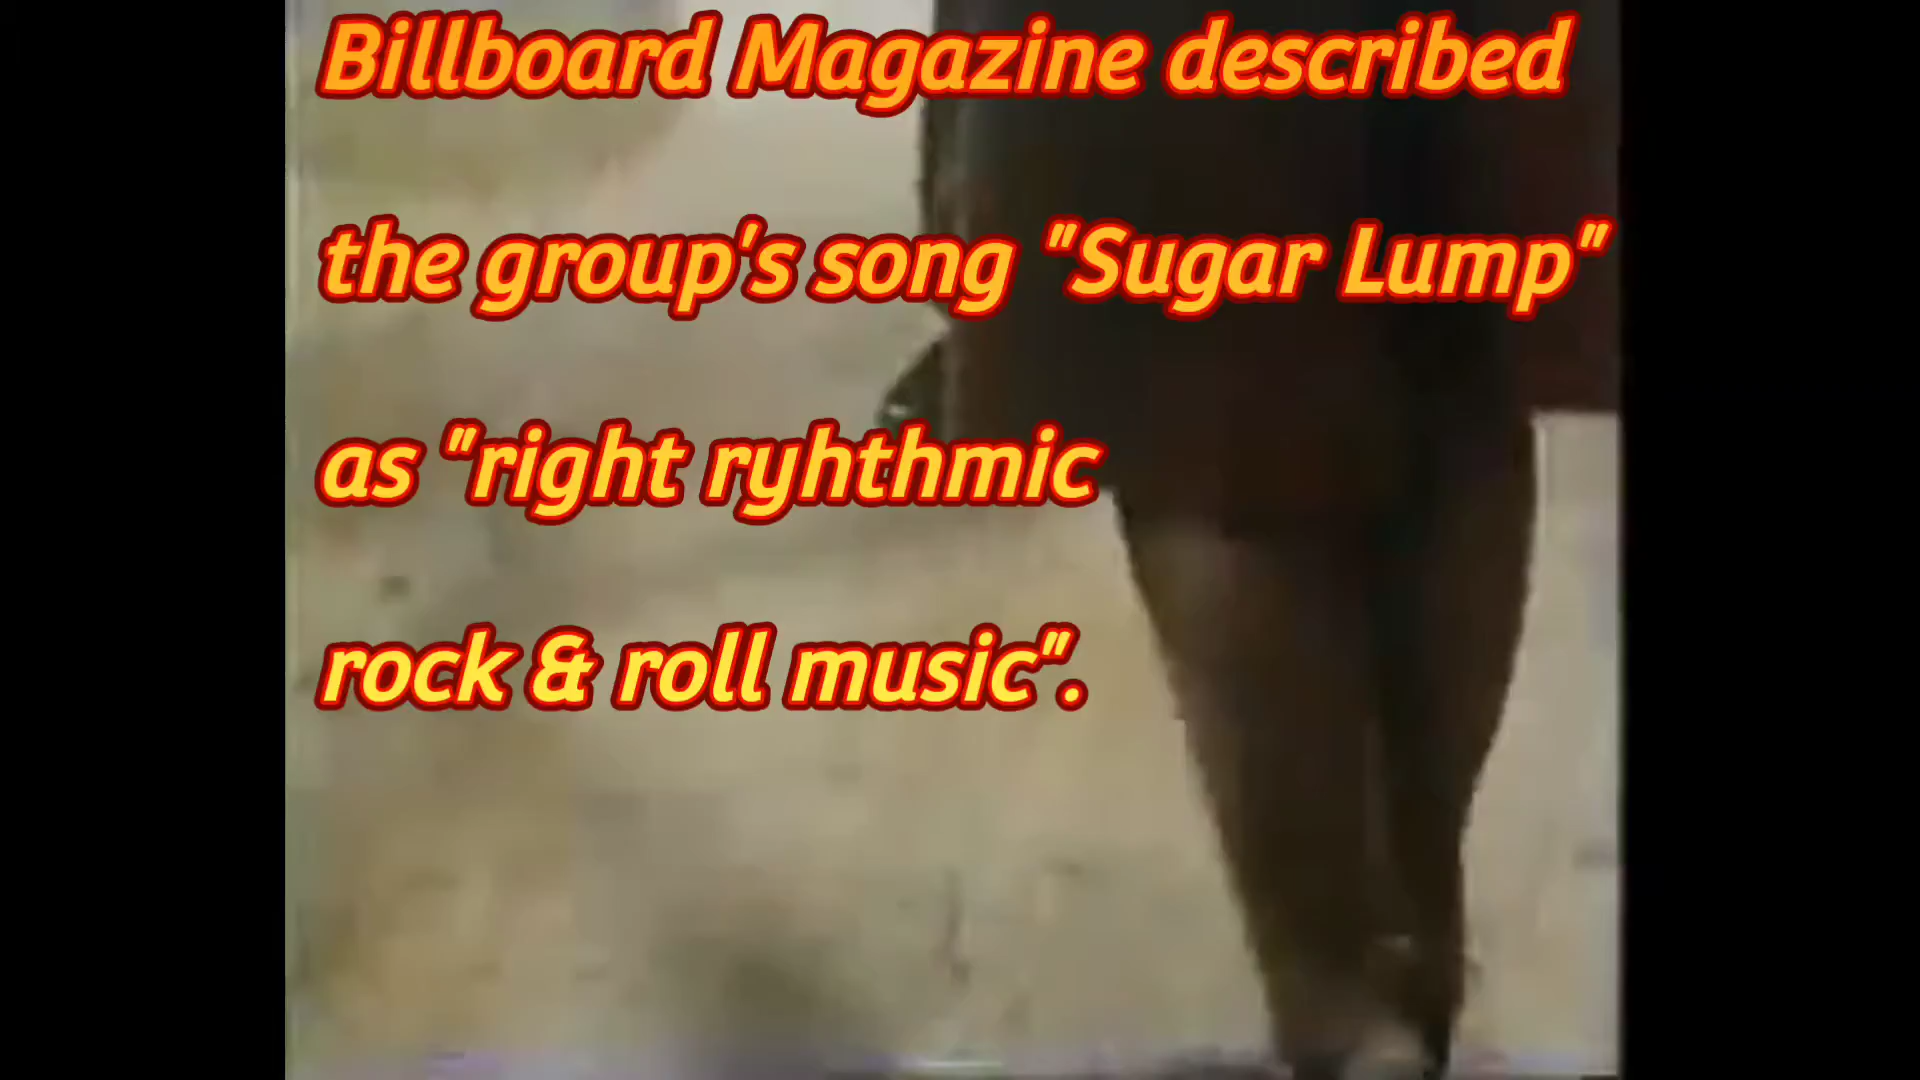 Billboard Magazine described
the group's song "Sugar Lump"
as "right ryhthmic
rock & roll music".